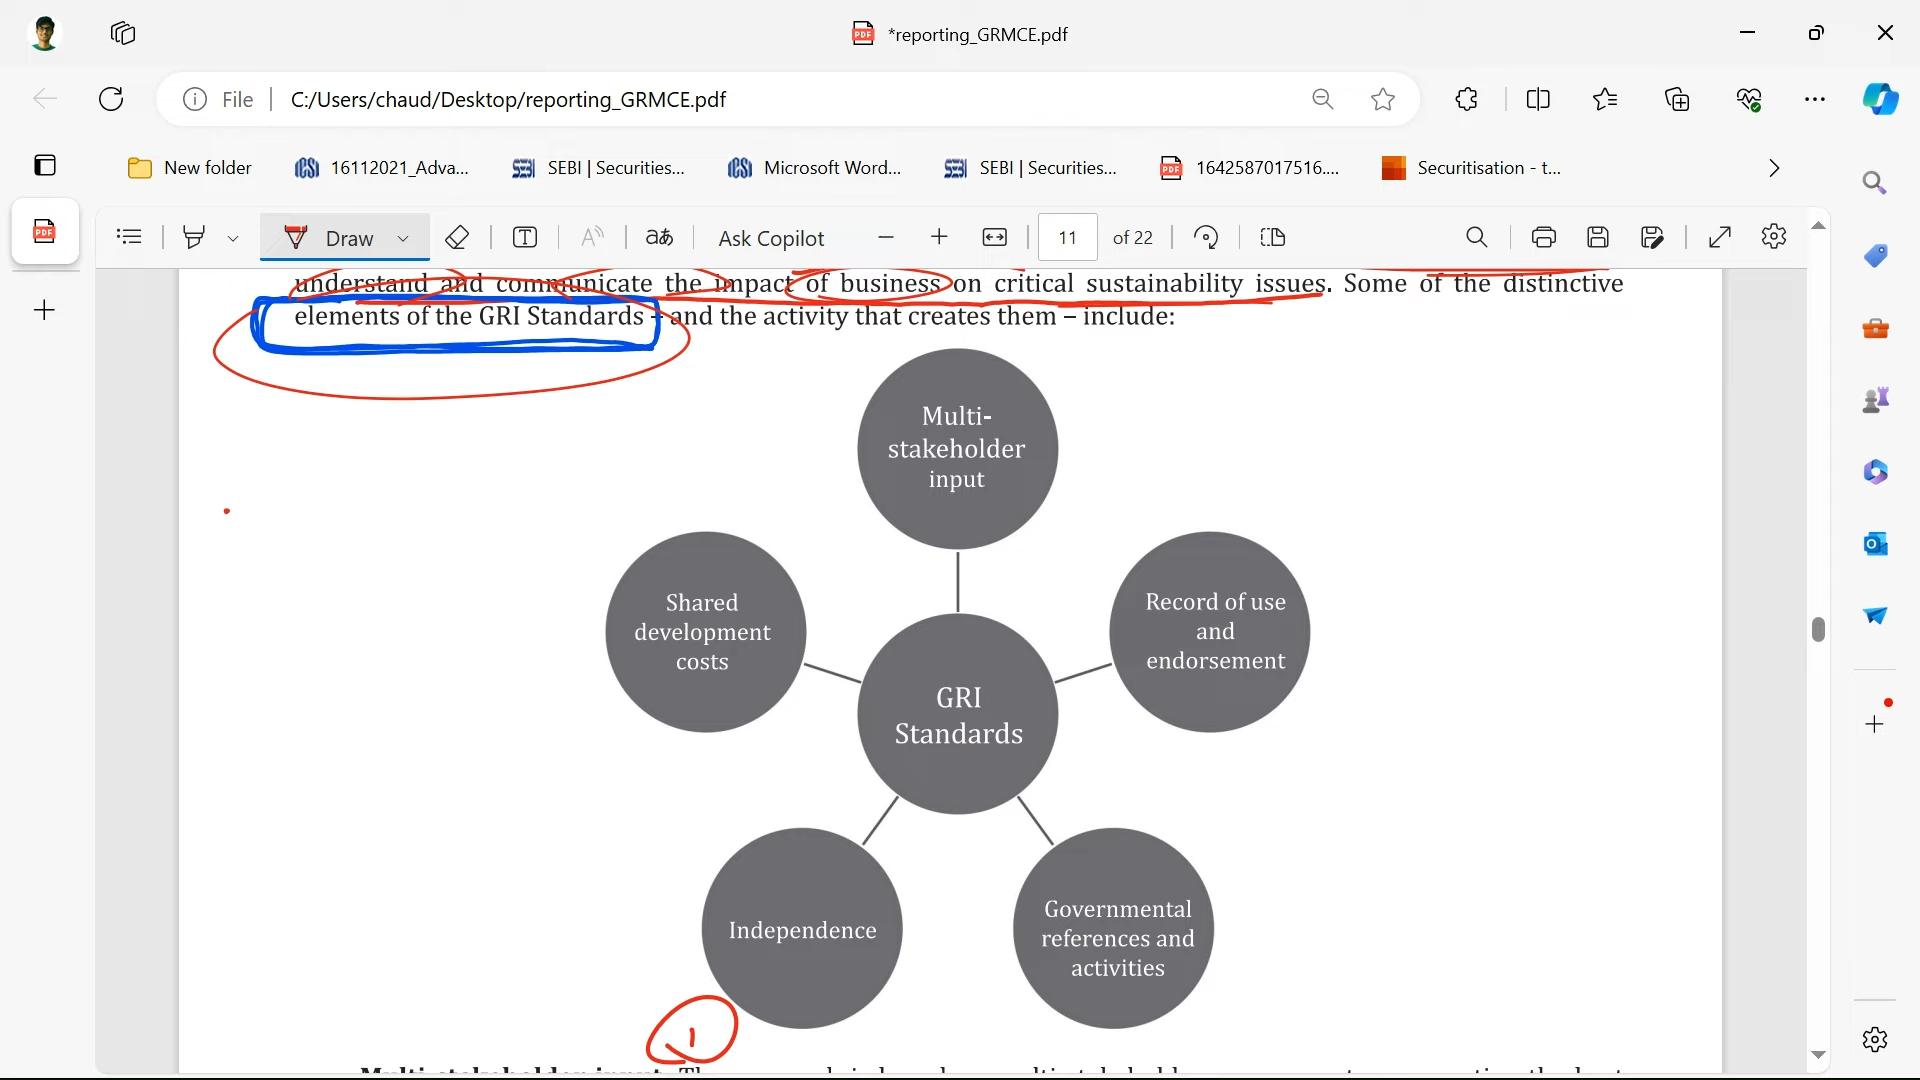 *reporting_GRMCE.pdf
File C:/Users/chaud/Desktop/reporting_GRMCE.pdf
New folder 16112021_Adva... SEBI | Securities... Microsoft Word... SEBI | Securities... 1642587017516.... Securitisation - t...
Draw Ask Copilot 11 of 22
understand and communicate the impact of business on critical sustainability issues. Some of the distinctive
elements of the GRI Standards – and the activity that creates them – include:
Multi-
stakeholder
input
Shared
development
costs
Record of use
and
endorsement
GRI
Standards
Independence
Governmental
references and
activities
1